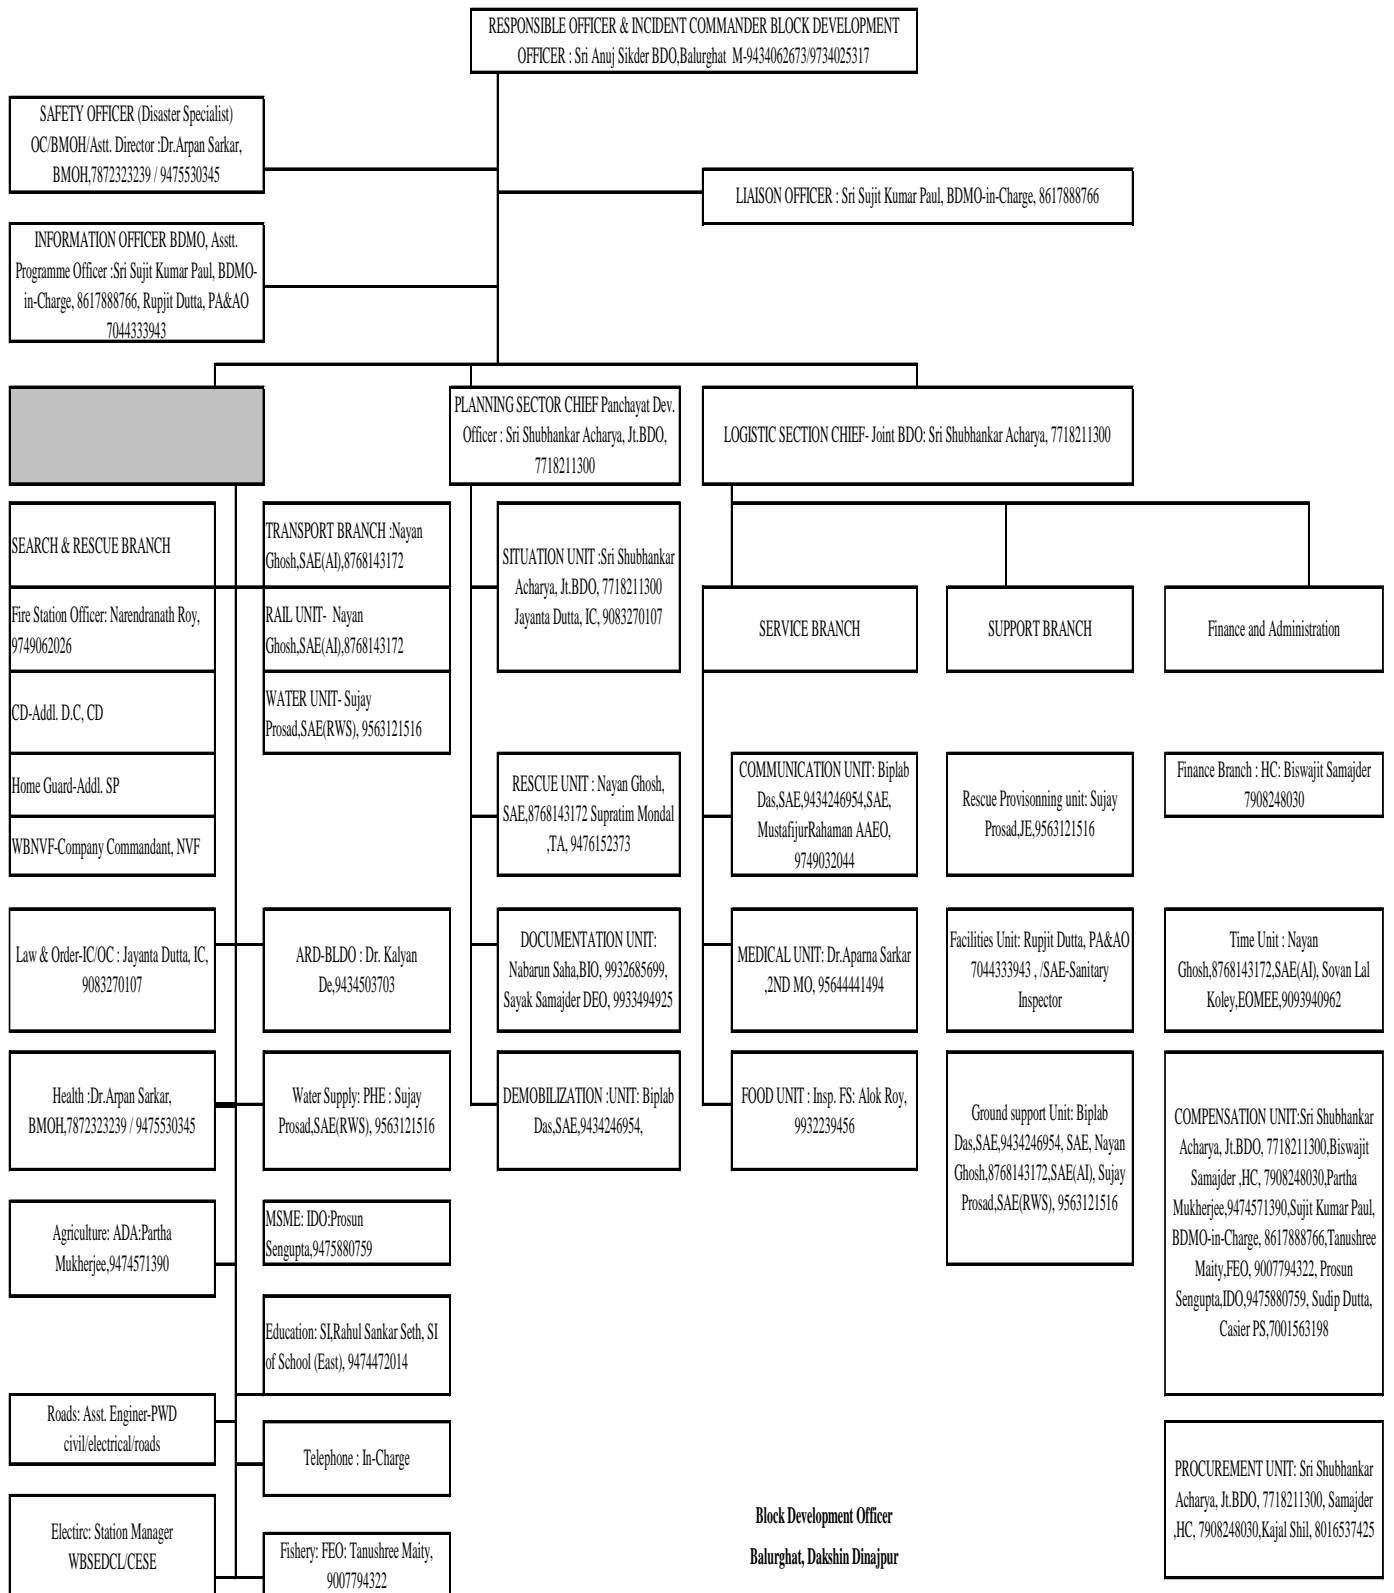 RESPONSIBLE OFFICER & INCIDENT COMMANDER BLOCK DEVELOPMENT
OFFICER : Sri Anuj Sikder BDO,Balurghat M-9434062673/9734025317
SAFETY OFFICER (Disaster Specialist)
OC/BMOH/Astt. Director :Dr.Arpan Sarkar,
BMOH,7872323239 / 9475530345
LIAISON OFFICER : Sri Sujit Kumar Paul, BDMO-in-Charge, 8617888766
INFORMATION OFFICER BDMO, Asstt.
Programme Officer :Sri Sujit Kumar Paul, BDMO-
in-Charge, 8617888766, Rupjit Dutta, PA&AO
7044333943
PLANNING SECTOR CHIEF Panchayat Dev.
Officer : Sri Shubhankar Acharya, Jt.BDO,
7718211300
LOGISTIC SECTION CHIEF- Joint BDO: Sri Shubhankar Acharya, 7718211300
SEARCH & RESCUE BRANCH
Fire Station Officer: Narendranath Roy,
9749062026
CD-Addl. D.C, CD
Home Guard-Addl. SP
WBNVF-Company Commandant, NVF
TRANSPORT BRANCH :Nayan
Ghosh,SAE(AI),8768143172
RAIL UNIT- Nayan
Ghosh,SAE(AI),8768143172
WATER UNIT- Sujay
Prosad,SAE(RWS), 9563121516
SITUATION UNIT :Sri Shubhankar
Acharya, Jt.BDO, 7718211300
Jayanta Dutta, IC, 9083270107
SERVICE BRANCH
SUPPORT BRANCH
Finance and Administration
RESCUE UNIT : Nayan Ghosh,
SAE,8768143172 Supratim Mondal
,TA, 9476152373
COMMUNICATION UNIT: Biplab
Das,SAE,9434246954,SAE,
MustafijurRahaman AAEO,
9749032044
Rescue Provisonning unit: Sujay
Prosad,JE,9563121516
Finance Branch : HC: Biswajit Samajder
7908248030
Law & Order-IC/OC : Jayanta Dutta, IC,
9083270107
ARD-BLDO : Dr. Kalyan
De,9434503703
DOCUMENTATION UNIT:
Nabarun Saha,BIO, 9932685699,
Sayak Samajder DEO, 9933494925
MEDICAL UNIT: Dr.Aparna Sarkar
,2ND MO, 95644441494
Facilities Unit: Rupjit Dutta, PA&AO
7044333943 , /SAE-Sanitary
Inspector
Time Unit : Nayan
Ghosh,8768143172,SAE(AI), Sovan Lal
Koley,EOMEE,9093940962
Health :Dr.Arpan Sarkar,
BMOH,7872323239 / 9475530345
Water Supply: PHE : Sujay
Prosad,SAE(RWS), 9563121516
DEMOBILIZATION :UNIT: Biplab
Das,SAE,9434246954,
FOOD UNIT : Insp. FS: Alok Roy,
9932239456
Ground support Unit: Biplab
Das,SAE,9434246954, SAE, Nayan
Ghosh,8768143172,SAE(AI), Sujay
Prosad,SAE(RWS), 9563121516
COMPENSATION UNIT:Sri Shubhankar
Acharya, Jt.BDO, 7718211300,Biswajit
Samajder ,HC, 7908248030,Partha
Mukherjee,9474571390,Sujit Kumar Paul,
BDMO-in-Charge, 8617888766,Tanushree
Maity,FEO, 9007794322, Prosun
Sengupta,IDO,9475880759, Sudip Dutta,
Casier PS,7001563198
Agriculture: ADA:Partha
Mukherjee,9474571390
MSME: IDO:Prosun
Sengupta,9475880759
Education: SI,Rahul Sankar Seth, SI
of School (East), 9474472014
Roads: Asst. Enginer-PWD
civil/electrical/roads
Telephone : In-Charge
PROCUREMENT UNIT: Sri Shubhankar
Acharya, Jt.BDO, 7718211300, Samajder
,HC, 7908248030,Kajal Shil, 8016537425
Electirc: Station Manager
WBSEDCL/CESE
Fishery: FEO: Tanushree Maity,
9007794322
Block Development Officer
Balurghat, Dakshin Dinajpur